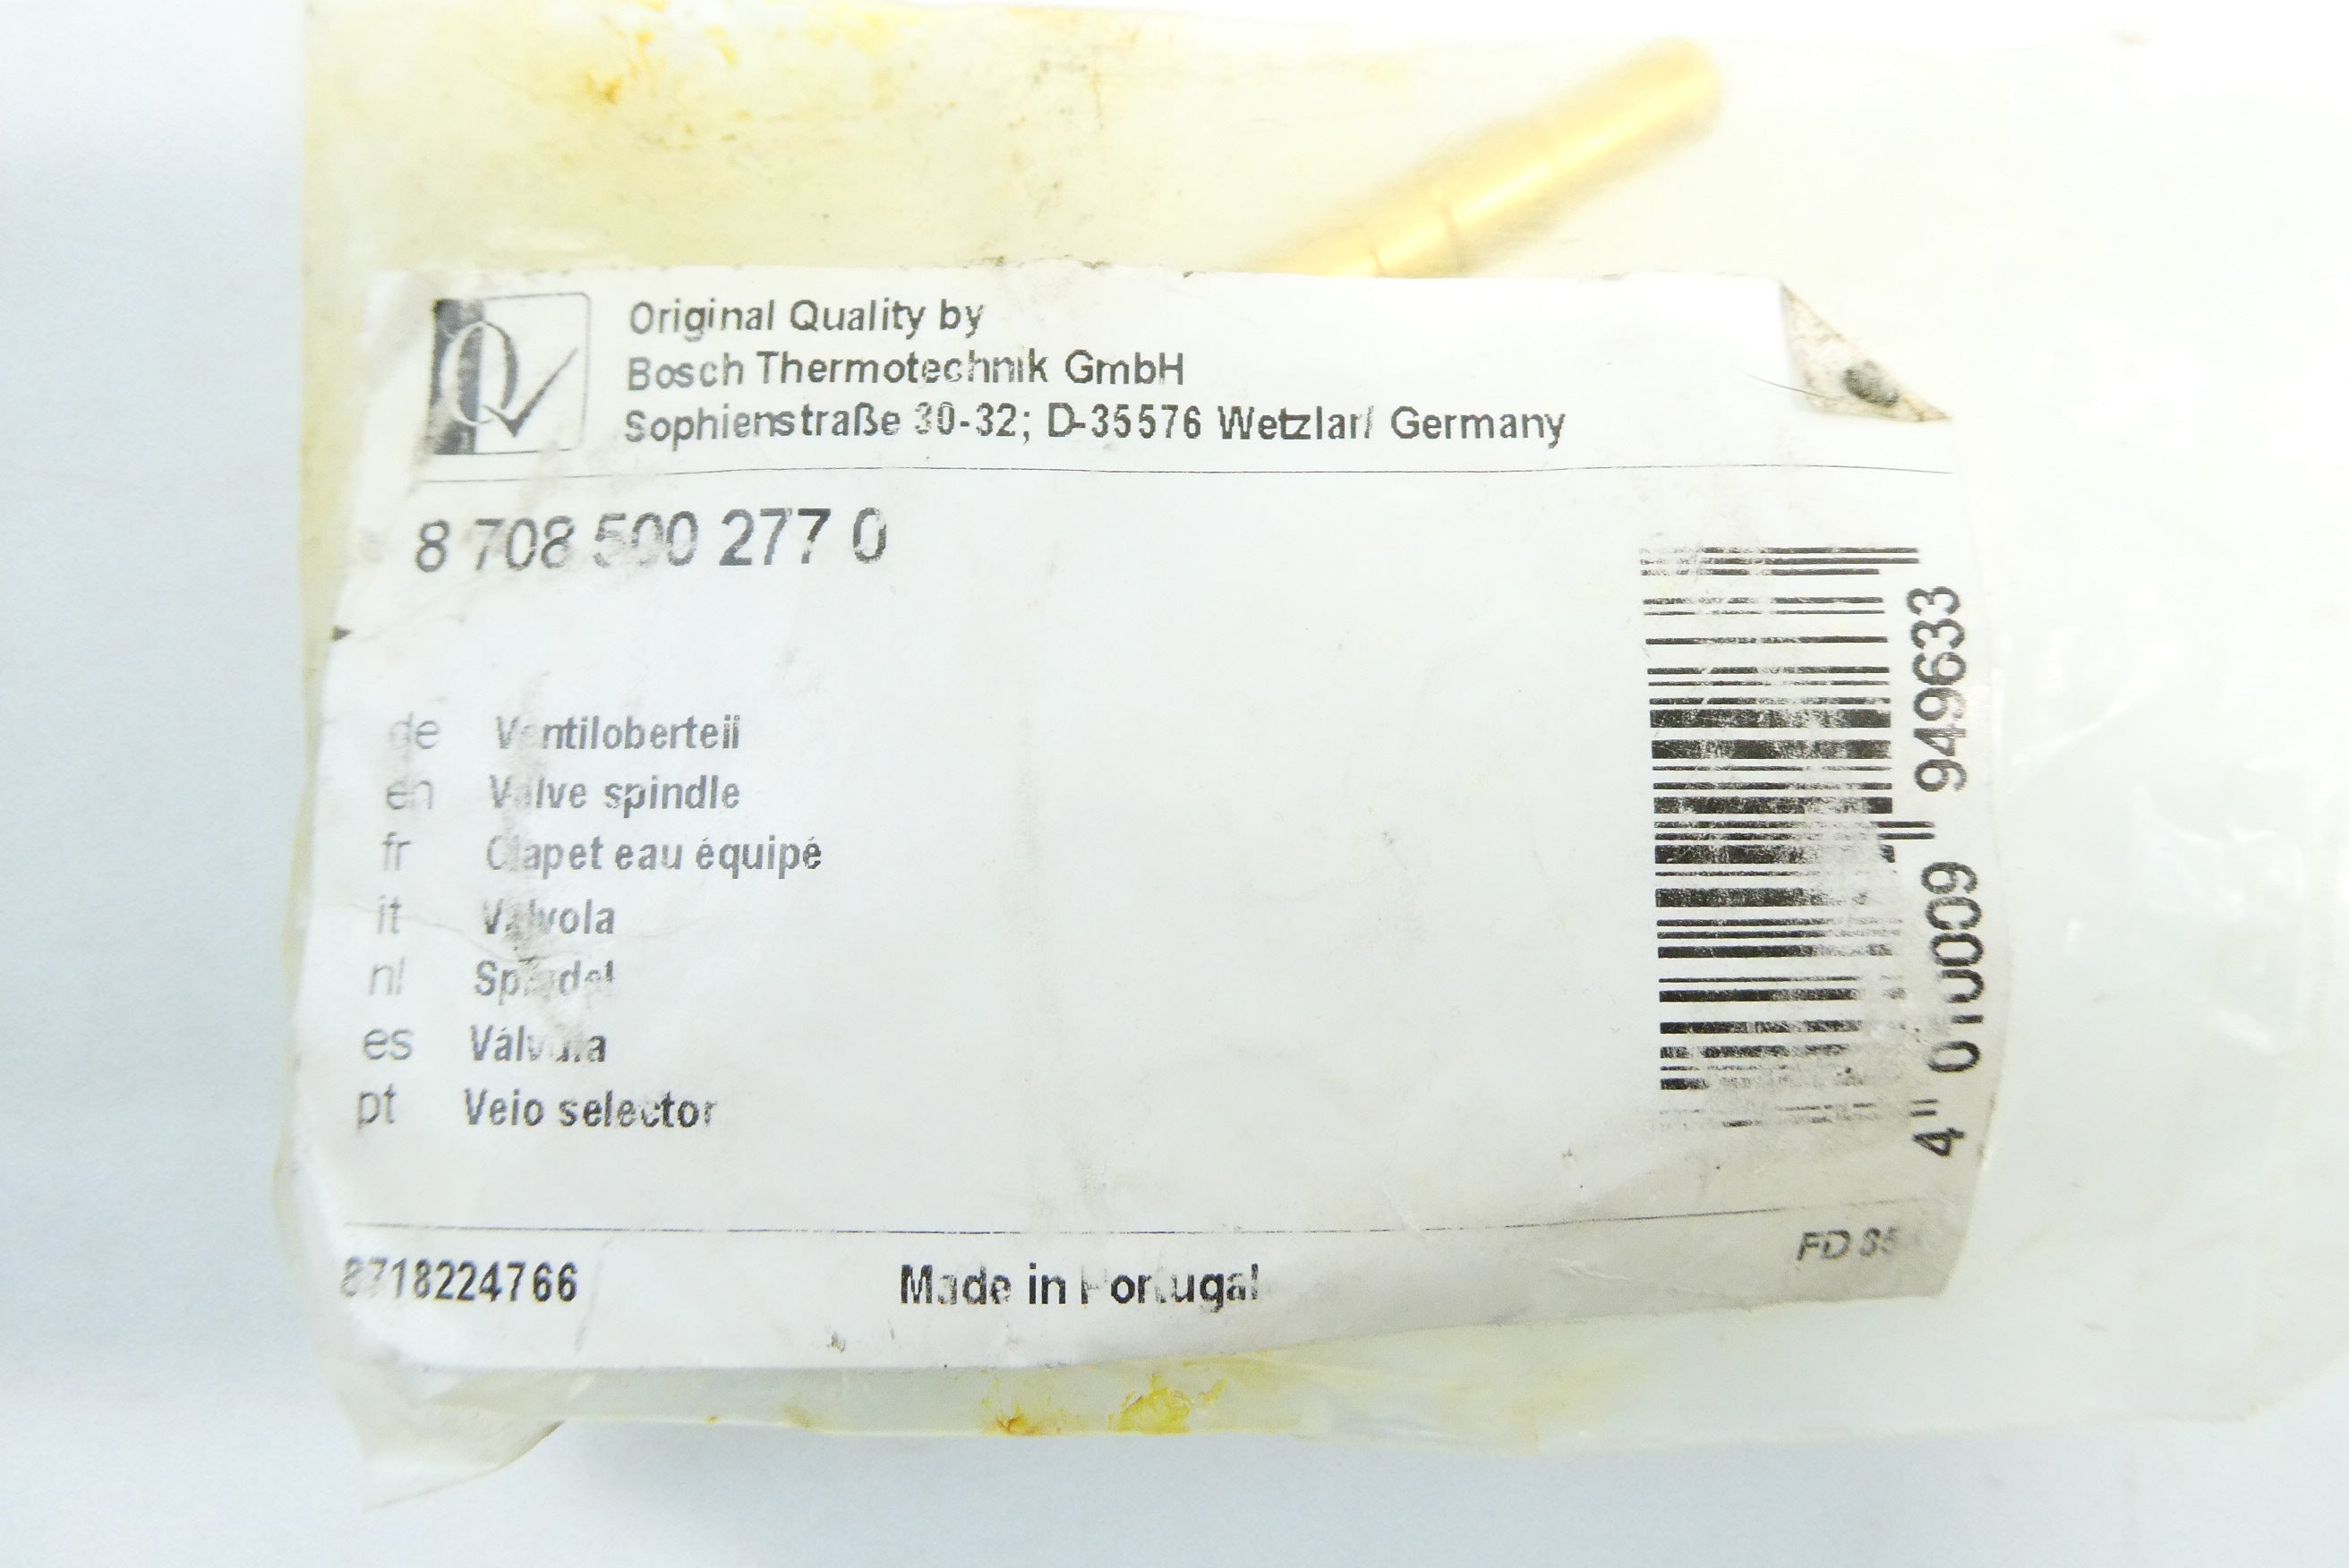 Original Quality by
Bosch Thermotechnik GmbH
Sophienstraße 30-32; D-35576 Wetzlar/ Germany
8 708 500 277 0
de Ventiloberteil
en Valve spindle
fr Clapet eau équipé
it Valvola
nl Spindel
es Válvula
pt Veio selector
4 010009 949633
8718224766
Made in Portugal
FD